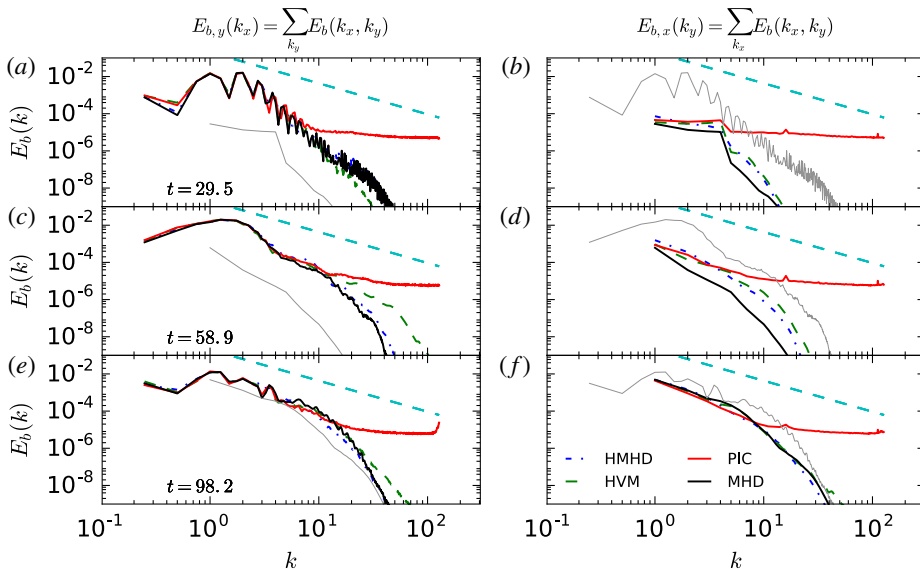 E_{b,y}(k_x) = \sum_{k_y} E_b(k_x, k_y)
E_{b,x}(k_y) = \sum_{k_x} E_b(k_x, k_y)
(a)
10^{-2}
10^{-4}
10^{-6}
10^{-8}
E_b(k)
t=29.5
(b)
(c)
10^{-2}
10^{-4}
10^{-6}
10^{-8}
E_b(k)
t=58.9
(d)
(e)
10^{-2}
10^{-4}
10^{-6}
10^{-8}
E_b(k)
t=98.2
(f)
HMHD
HVM
PIC
MHD
10^{-1}
10^0
10^1
10^2
k
10^{-1}
10^0
10^1
10^2
k